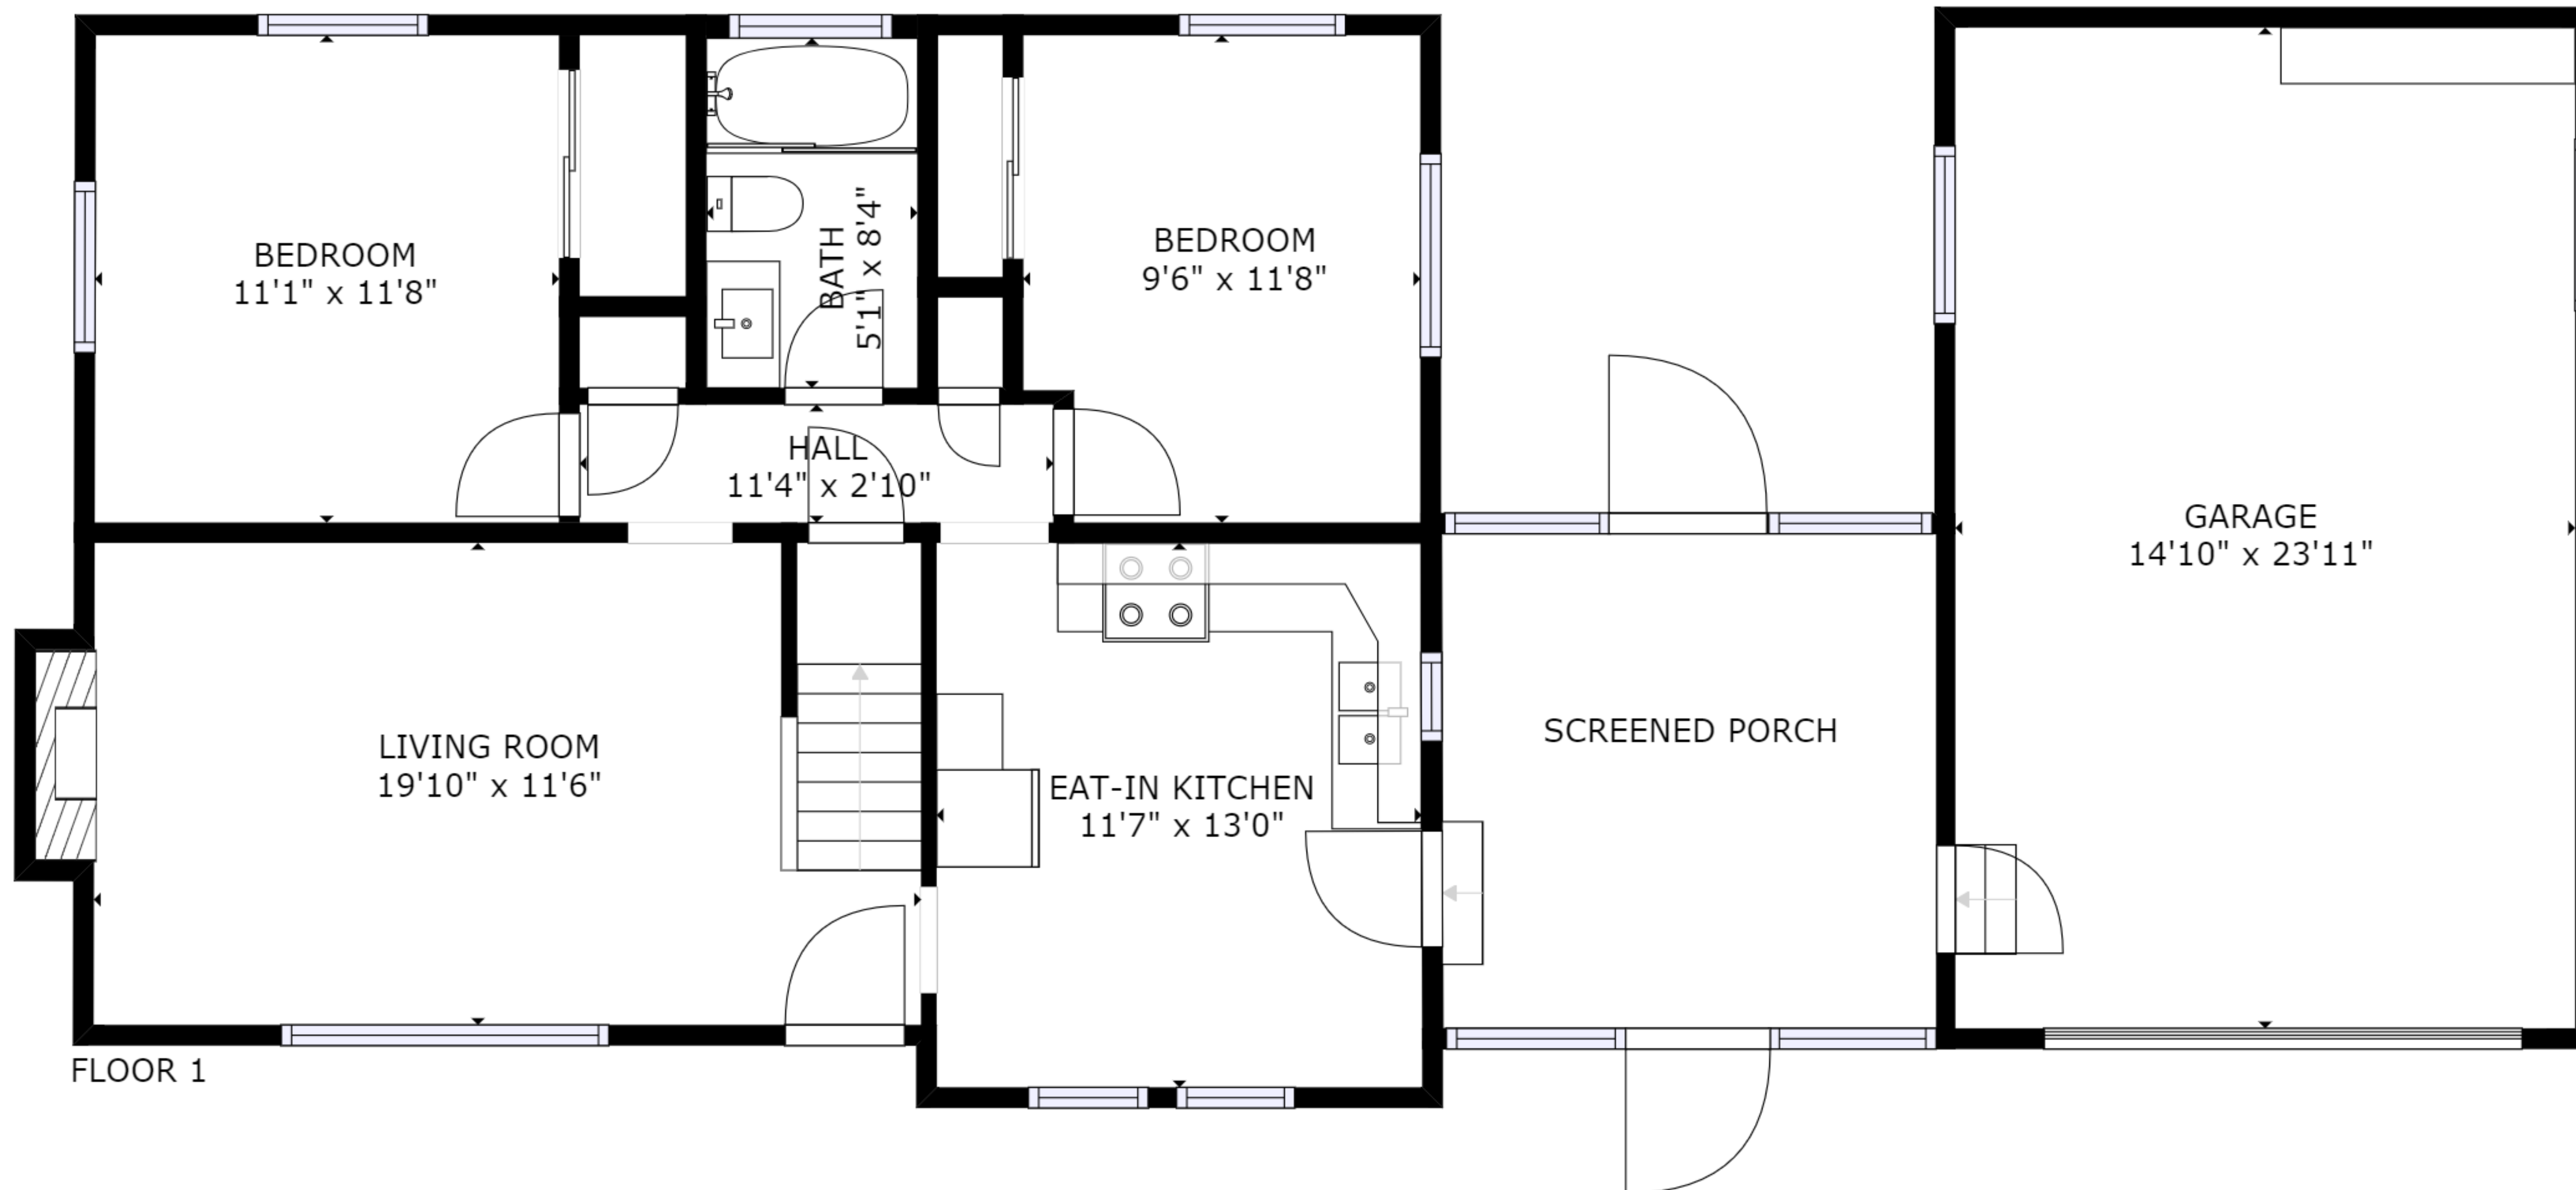 BEDROOM
11'1" x 11'8"
BATH
5'1" x 8'4"
BEDROOM
9'6" x 11'8"
HALL
11'4" x 2'10"
GARAGE
14'10" x 23'11"
LIVING ROOM
19'10" x 11'6"
EAT-IN KITCHEN
11'7" x 13'0"
SCREENED PORCH
FLOOR 1